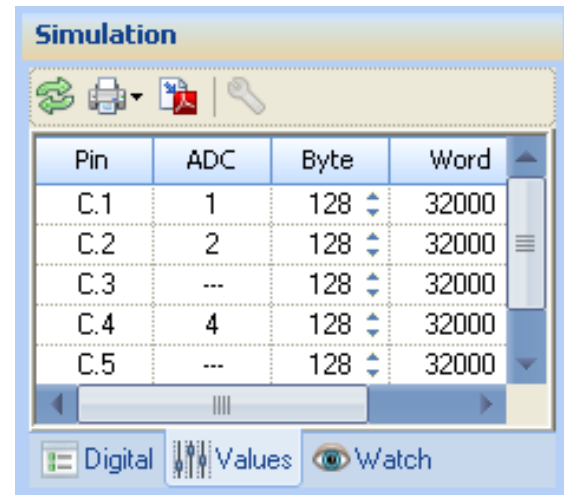 Simulation
Pin ADC Byte Word
C.1 1 128 32000
C.2 2 128 32000
C.3 --- 128 32000
C.4 4 128 32000
C.5 --- 128 32000
Digital Values Watch